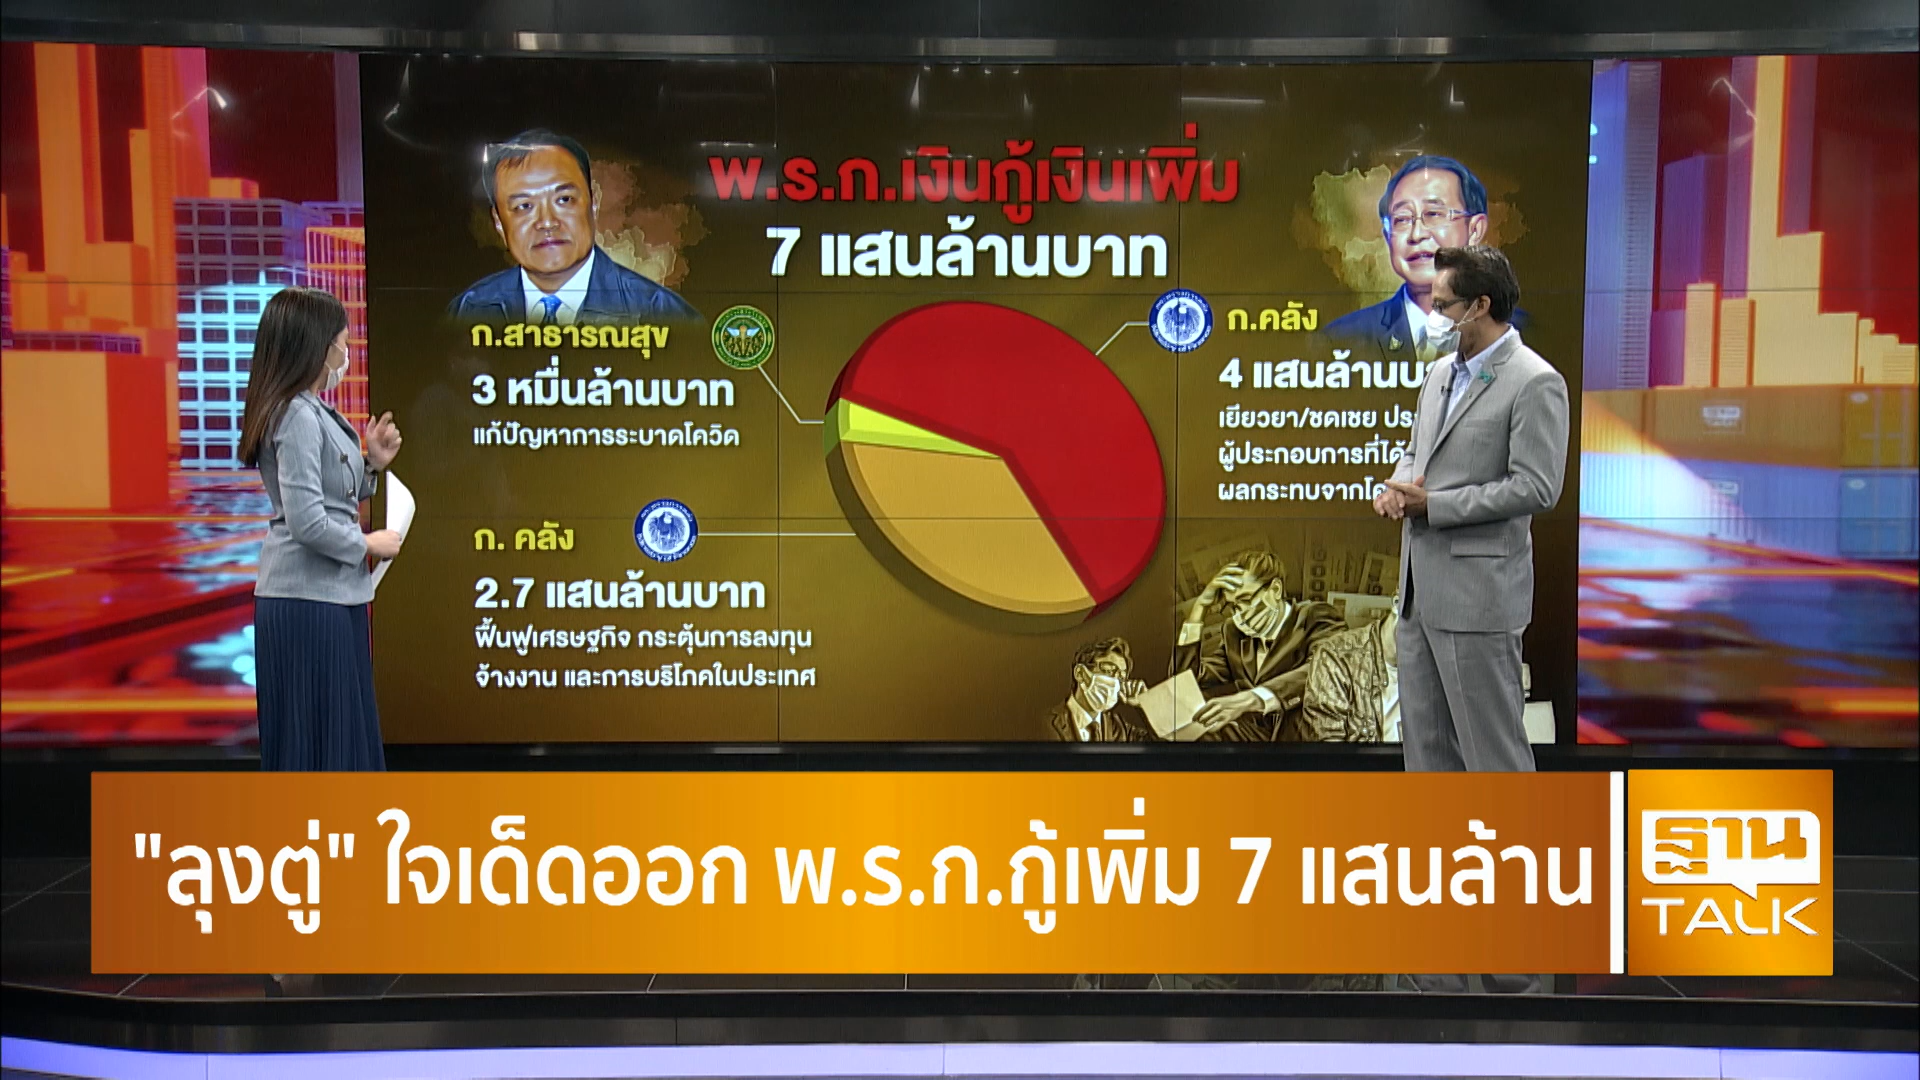 พ.ร.ก.เงินกู้เงินเพิ่ม
7 แสนล้านบาท
ก.สาธารณสุข
3 หมื่นล้านบาท
แก้ปัญหาการระบาดโควิด
ก. คลัง
2.7 แสนล้านบาท
ฟื้นฟูเศรษฐกิจ กระตุ้นการลงทุน
จ้างงาน และการบริโภคในประเทศ
ก.คลัง
4 แสนล้านบ
เยียวยา/ชดเชย
ผู้ประกอบการที่ได้
ผลกระทบจาก
"ลุงตู่" ใจเด็ดออก พ.ร.ก.กู้เพิ่ม 7 แสนล้าน
ฐาน
TALK